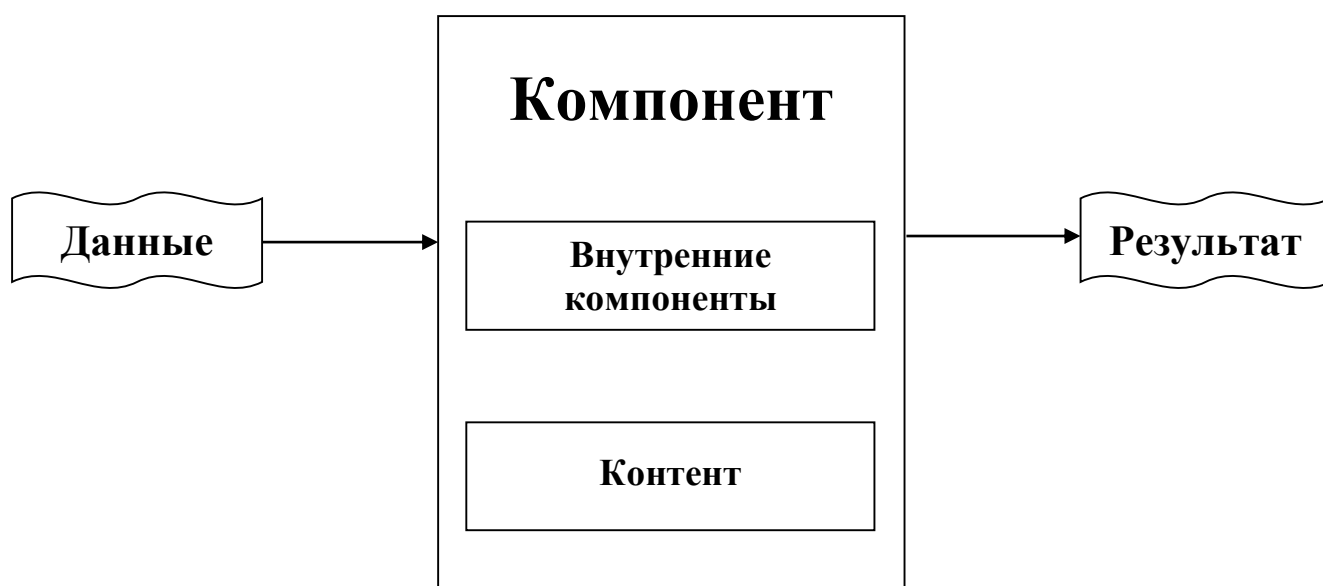 Компонент
Данные
Внутренние
компоненты
Результат
Контент